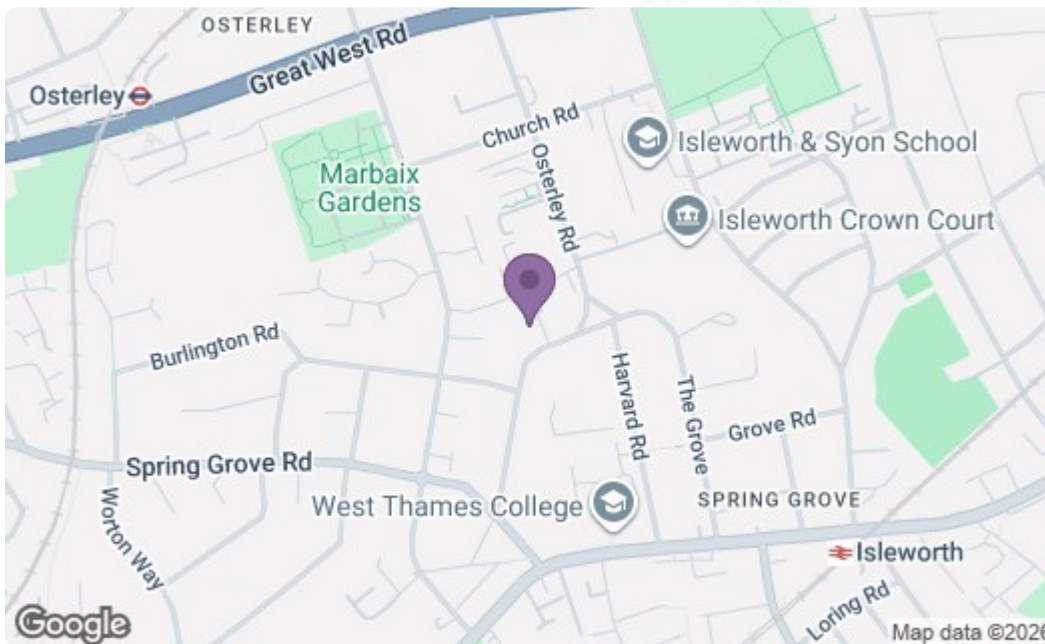 OSTERLEY
Great West Rd
Osterley
Church Rd
Isleworth & Syon School
Marbaix
Gardens
Osterley Rd
Isleworth Crown Court
Burlington Rd
Harvard Rd
The Grove
Grove Rd
Spring Grove Rd
West Thames College
SPRING GROVE
Worton Way
Isleworth
Loring Rd
Google
Map data ©2026